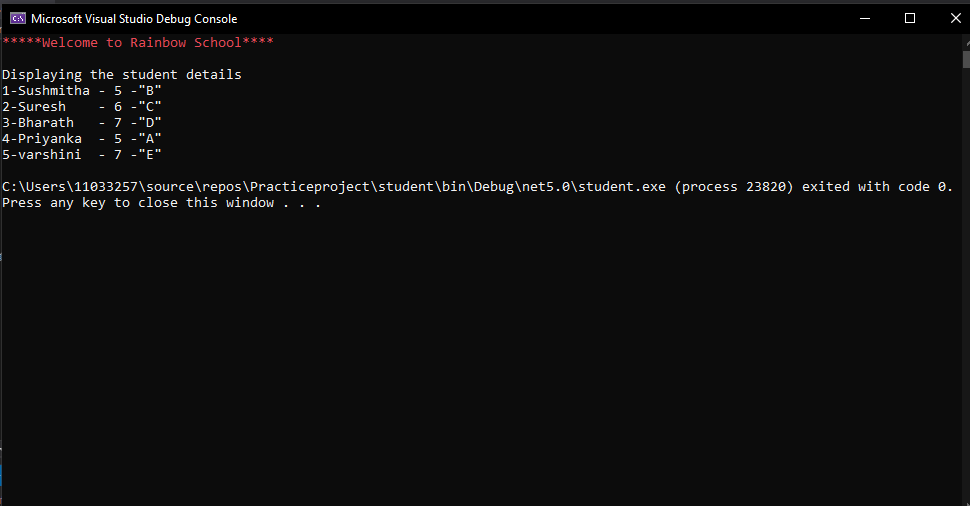 Microsoft Visual Studio Debug Console
*****Welcome to Rainbow School****
Displaying the student details
1-Sushmitha - 5 -"B"
2-Suresh    - 6 -"C"
3-Bharath   - 7 -"D"
4-Priyanka  - 5 -"A"
5-varshini  - 7 -"E"
C:\Users\11033257\source\repos\Practiceproject\student\bin\Debug\net5.0\student.exe (process 23820) exited with code 0.
Press any key to close this window . . .